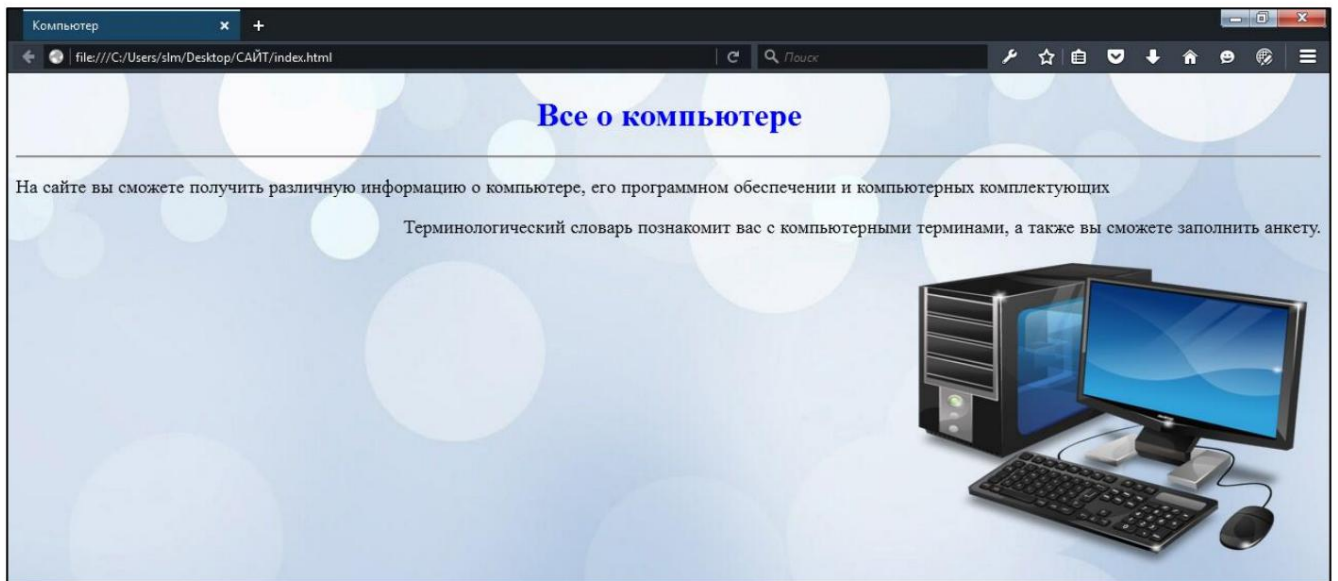 Компьютер
file:///C:/Users/slm/Desktop/САЙТ/index.html
Поиск
Все о компьютере
На сайте вы сможете получить различную информацию о компьютере, его программном обеспечении и компьютерных комплектующих
Терминологический словарь познакомит вас с компьютерными терминами, а также вы сможете заполнить анкету.